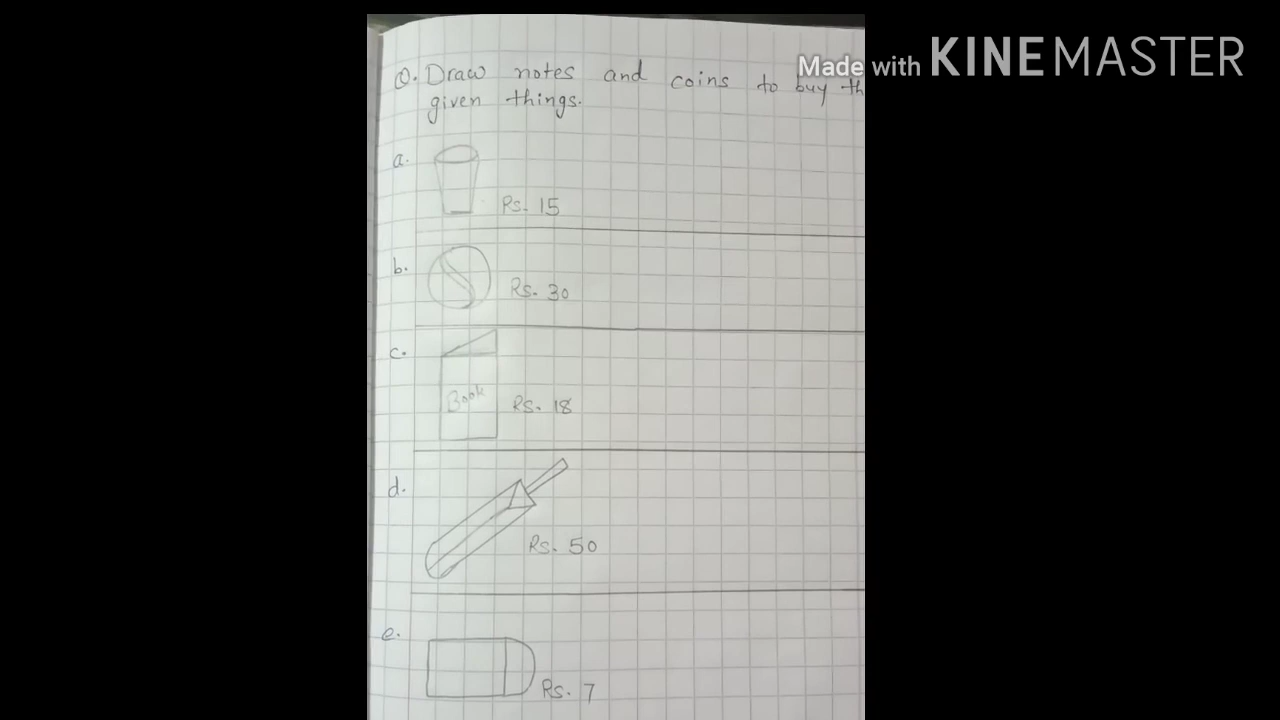 Made with KINEMASTER
Q. Draw notes and coins to buy th
given things.
a.
Rs. 15
b.
Rs. 30
c.
Book
Rs. 18
d.
Rs. 50
e.
Rs. 7